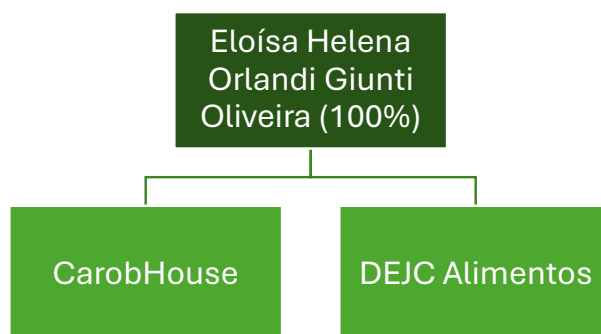 Eloísa Helena
Orlandi Giunti
Oliveira (100%)
CarobHouse
DEJC Alimentos